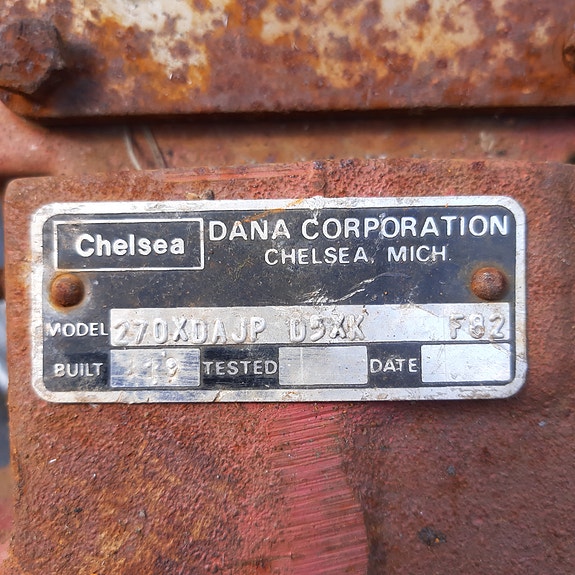 Chelsea
DANA CORPORATION
CHELSEA, MICH.
MODEL 270XDAJP D5XK F82
BUILT TESTED DATE